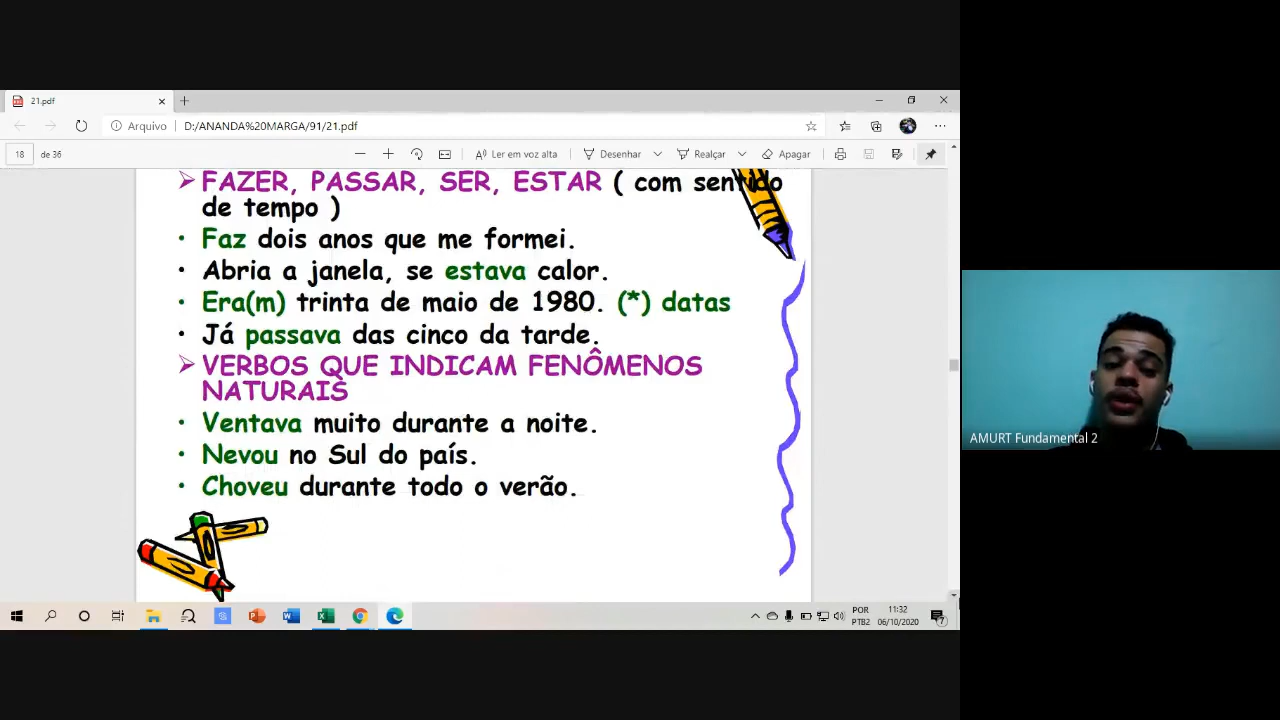 21.pdf
Arquivo | D:/ANANDA%20MARGA/91/21.pdf
18 de 36 Ler em voz alta Desenhar Realçar Apagar
FAZER, PASSAR, SER, ESTAR ( com sentido
de tempo )
• Faz dois anos que me formei.
• Abria a janela, se estava calor.
• Era(m) trinta de maio de 1980. (*) datas
• Já passava das cinco da tarde.
VERBOS QUE INDICAM FENÔMENOS
NATURAIS
• Ventava muito durante a noite.
• Nevou no Sul do país.
• Choveu durante todo o verão.
AMURT Fundamental 2
POR 11:32
PTB2 06/10/2020
7